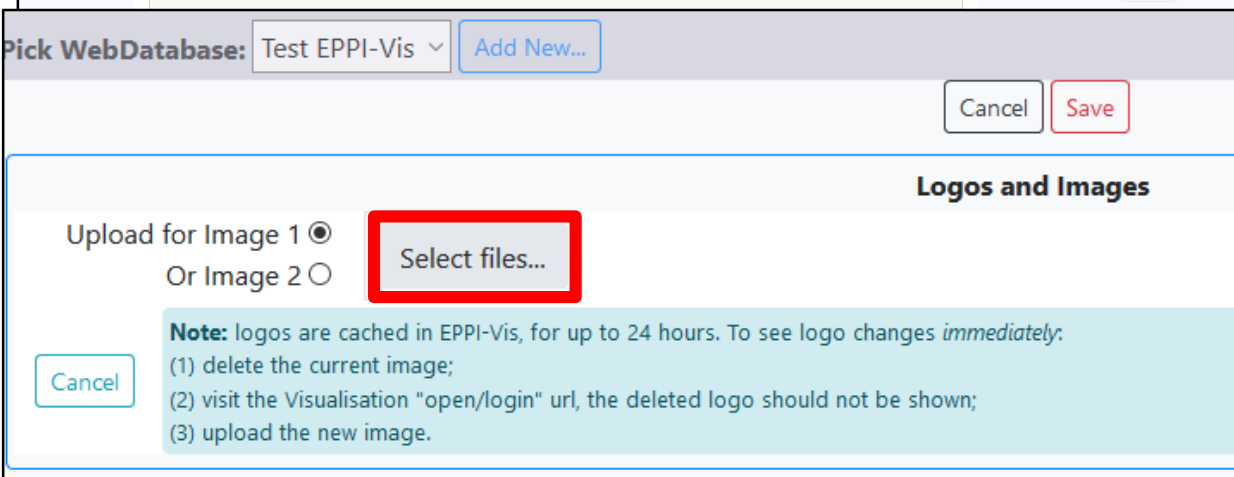 Pick WebDatabase: Test EPPI-Vis Add New...
Cancel Save
Logos and Images
Upload for Image 1
Or Image 2
Select files...
Note: logos are cached in EPPI-Vis, for up to 24 hours. To see logo changes immediately:
(1) delete the current image;
(2) visit the Visualisation "open/login" url, the deleted logo should not be shown;
(3) upload the new image.
Cancel